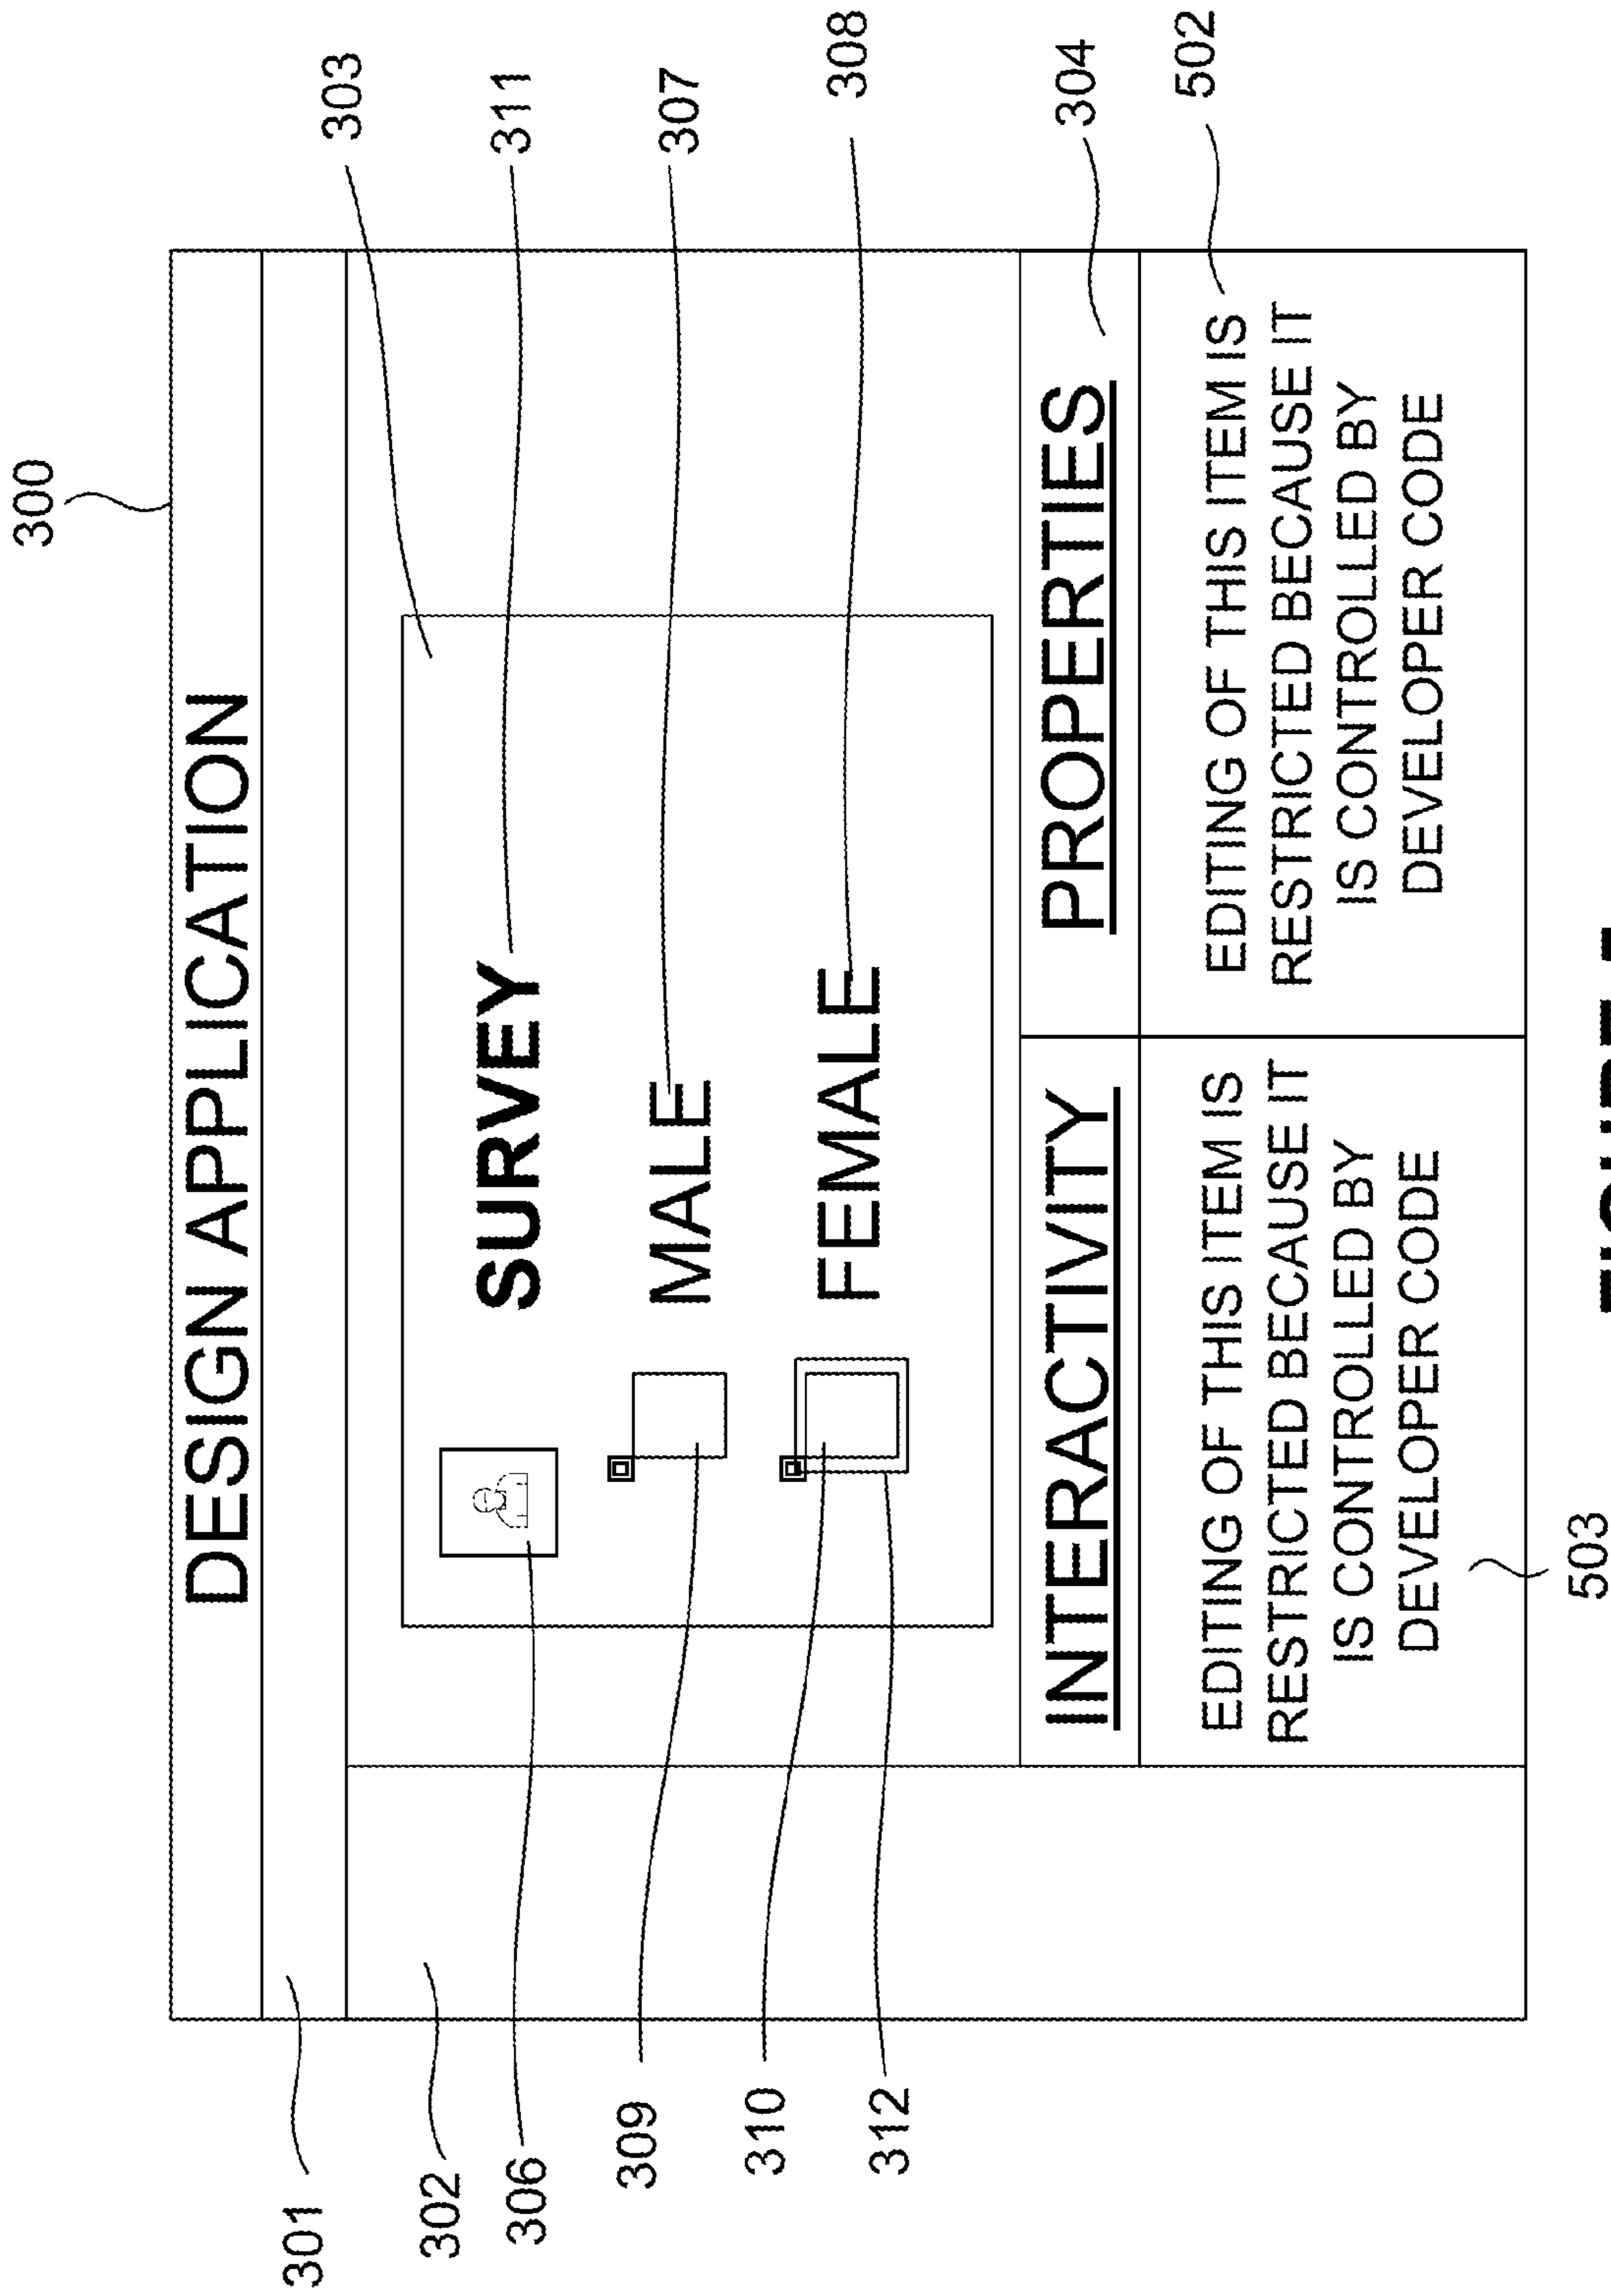 300
DESIGN APPLICATION
301
302
303
306
SURVEY
311
309
MALE
307
310
FEMALE
308
312
INTERACTIVITY
PROPERTIES
304
EDITING OF THIS ITEM IS
RESTRICTED BECAUSE IT
IS CONTROLLED BY
DEVELOPER CODE
503
EDITING OF THIS ITEM IS
RESTRICTED BECAUSE IT
IS CONTROLLED BY
DEVELOPER CODE
502